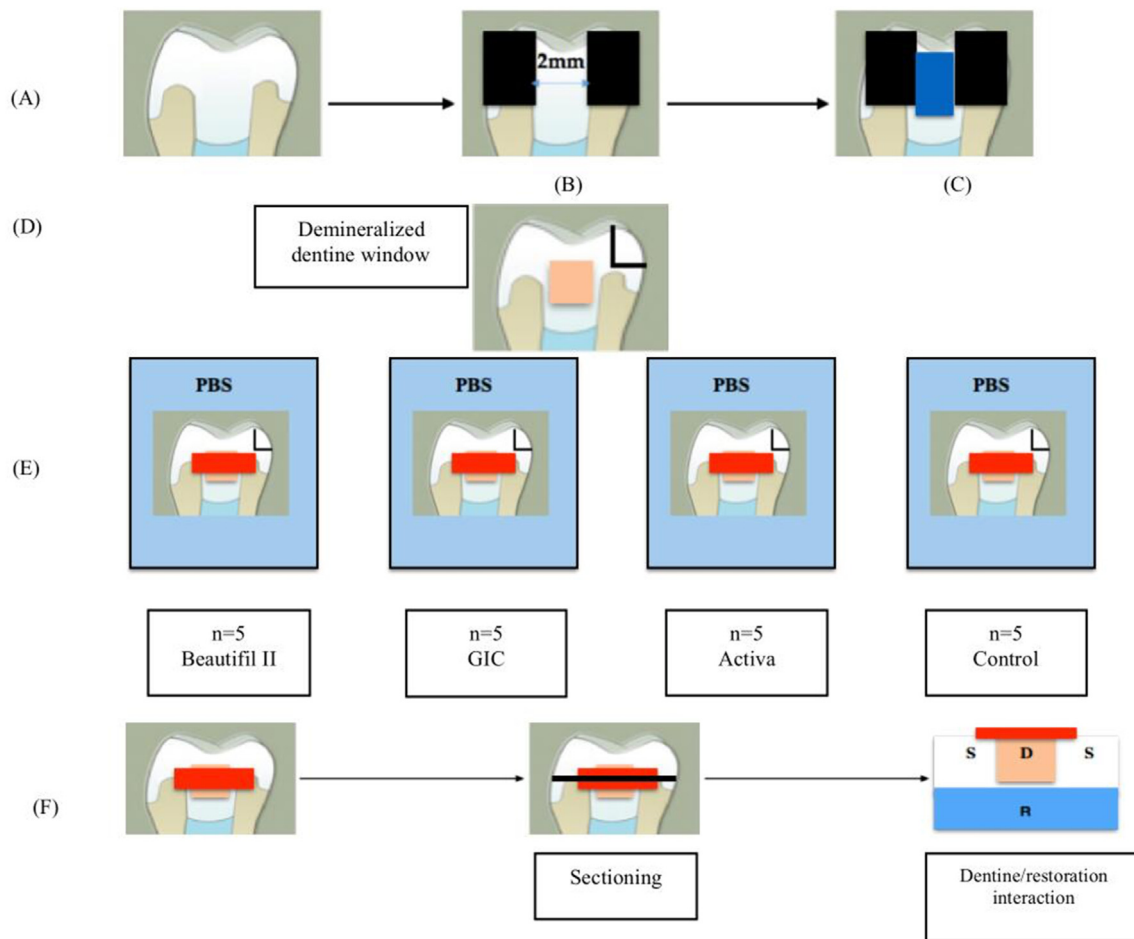 (A)
2mm
(B)
(C)
(D)
Demineralized
dentine window
PBS
PBS
PBS
PBS
(E)
n=5
Beautifil II
n=5
GIC
n=5
Activa
n=5
Control
S
D
S
R
(F)
Sectioning
Dentine/restoration
interaction